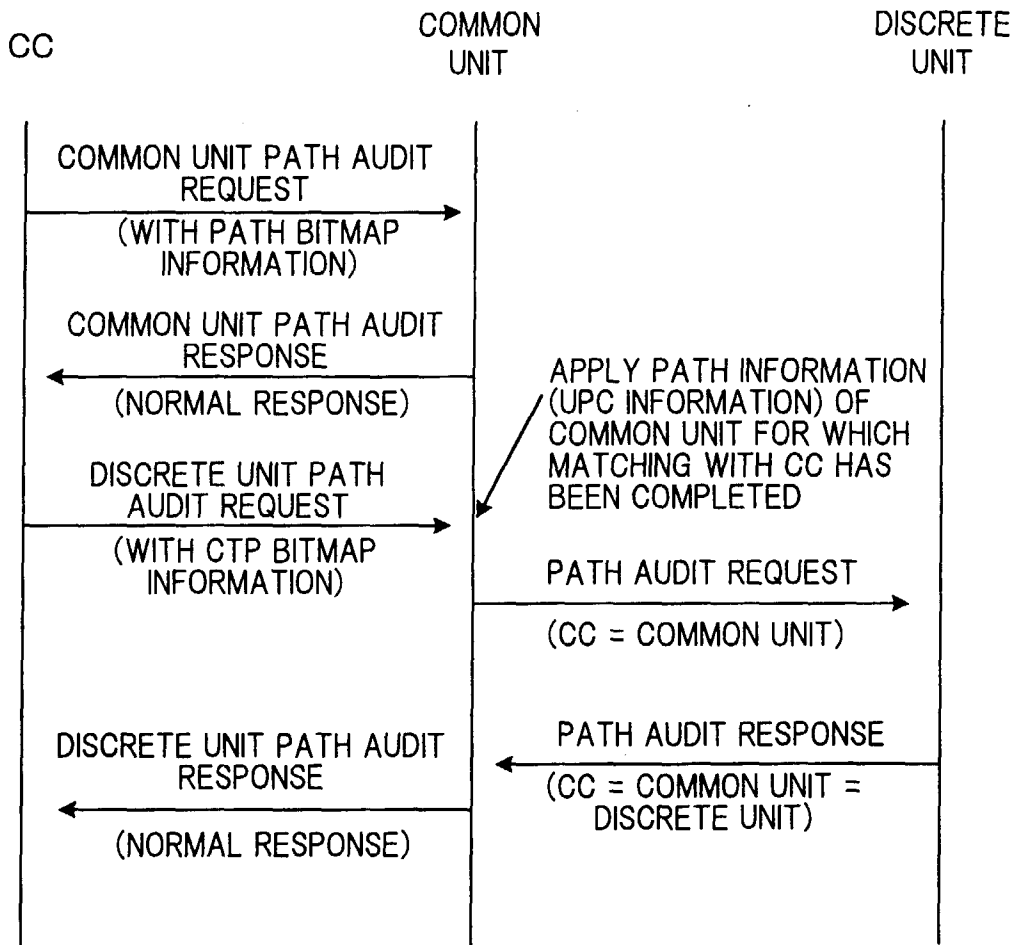 CC
COMMON
UNIT
DISCRETE
UNIT
COMMON UNIT PATH AUDIT
REQUEST
(WITH PATH BITMAP
INFORMATION)
COMMON UNIT PATH AUDIT
RESPONSE
(NORMAL RESPONSE)
APPLY PATH INFORMATION
(UPC INFORMATION) OF
COMMON UNIT FOR WHICH
MATCHING WITH CC HAS
BEEN COMPLETED
DISCRETE UNIT PATH
AUDIT REQUEST
(WITH CTP BITMAP
INFORMATION)
PATH AUDIT REQUEST
(CC = COMMON UNIT)
PATH AUDIT RESPONSE
(CC = COMMON UNIT =
DISCRETE UNIT)
DISCRETE UNIT PATH AUDIT
RESPONSE
(NORMAL RESPONSE)